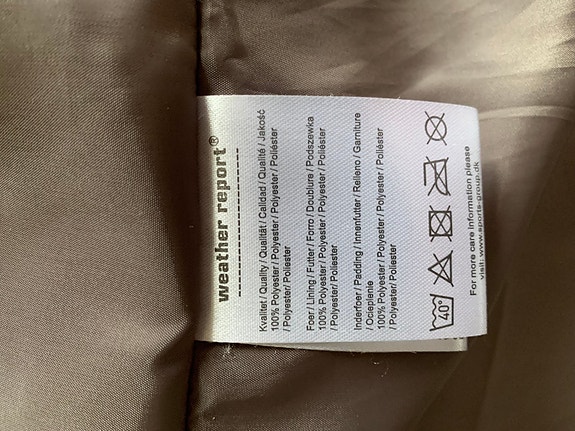 weather report®
Kvalitet / Quality / Qualität / Calidad / Qualité / Jakość
100% Polyester / Polyester / Polyester / Poliéster
/ Polyester/ Poliester
Foer / Lining / Futter / Forro / Doublure / Podszewka
100% Polyester / Polyester / Polyester / Poliéster
/ Polyester/ Poliester
Inderfoer / Padding / Innenfutter / Relleno / Garniture
/ Ocieplenie
100% Polyester / Polyester / Polyester / Poliéster
/ Polyester/ Poliester
40°
For more care information please
visit: www.sports-group.dk